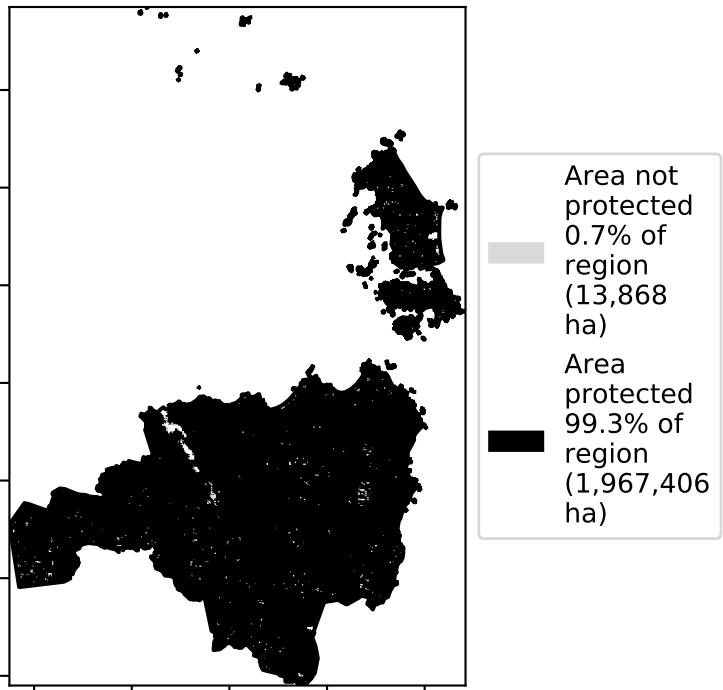 Area not
protected
0.7% of
region
(13,868
ha)
Area
protected
99.3% of
region
(1,967,406
ha)